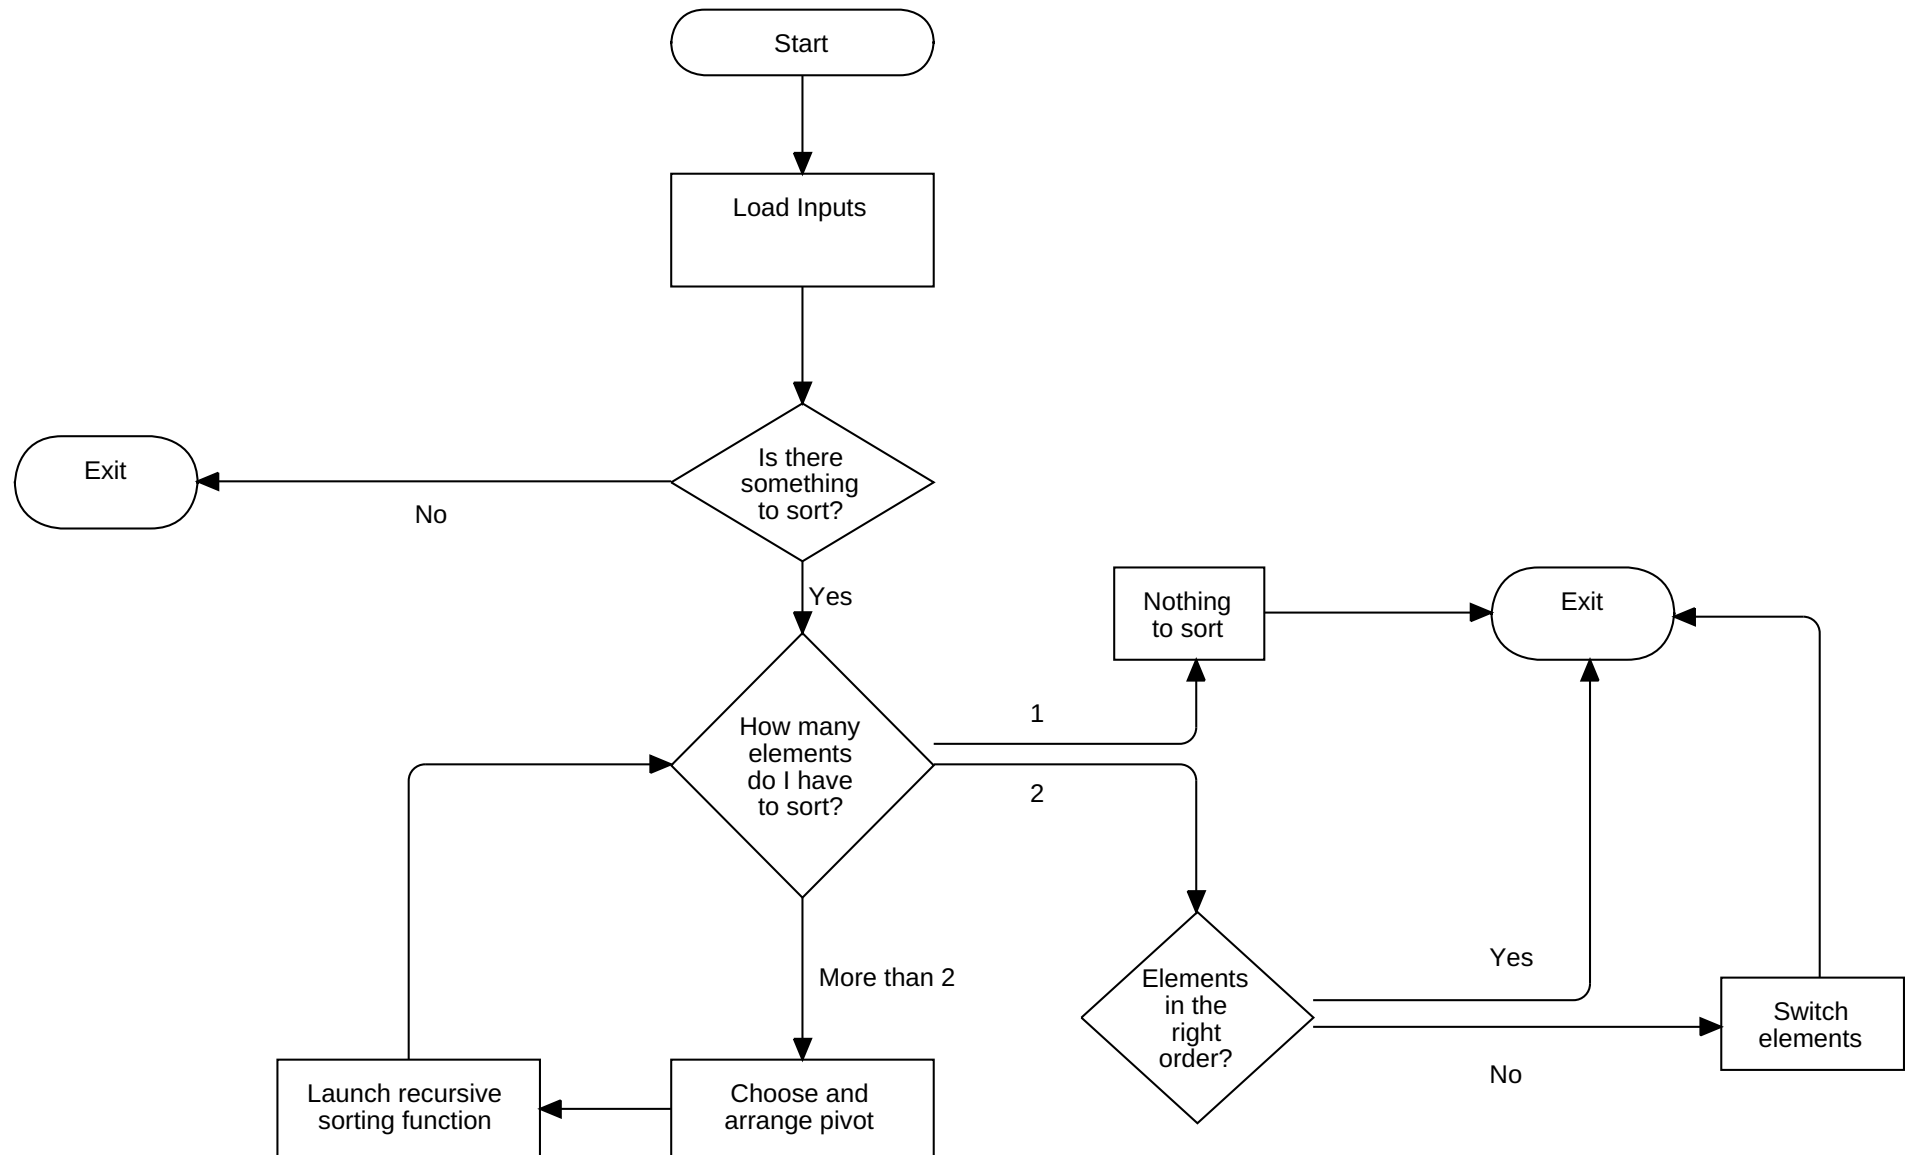 Start
Load Inputs
Is there
something
to sort?
Exit
No
Yes
Nothing
to sort
Exit
How many
elements
do I have
to sort?
1
2
More than 2
Elements
in the
right
order?
Yes
No
Switch
elements
Launch recursive
sorting function
Choose and
arrange pivot